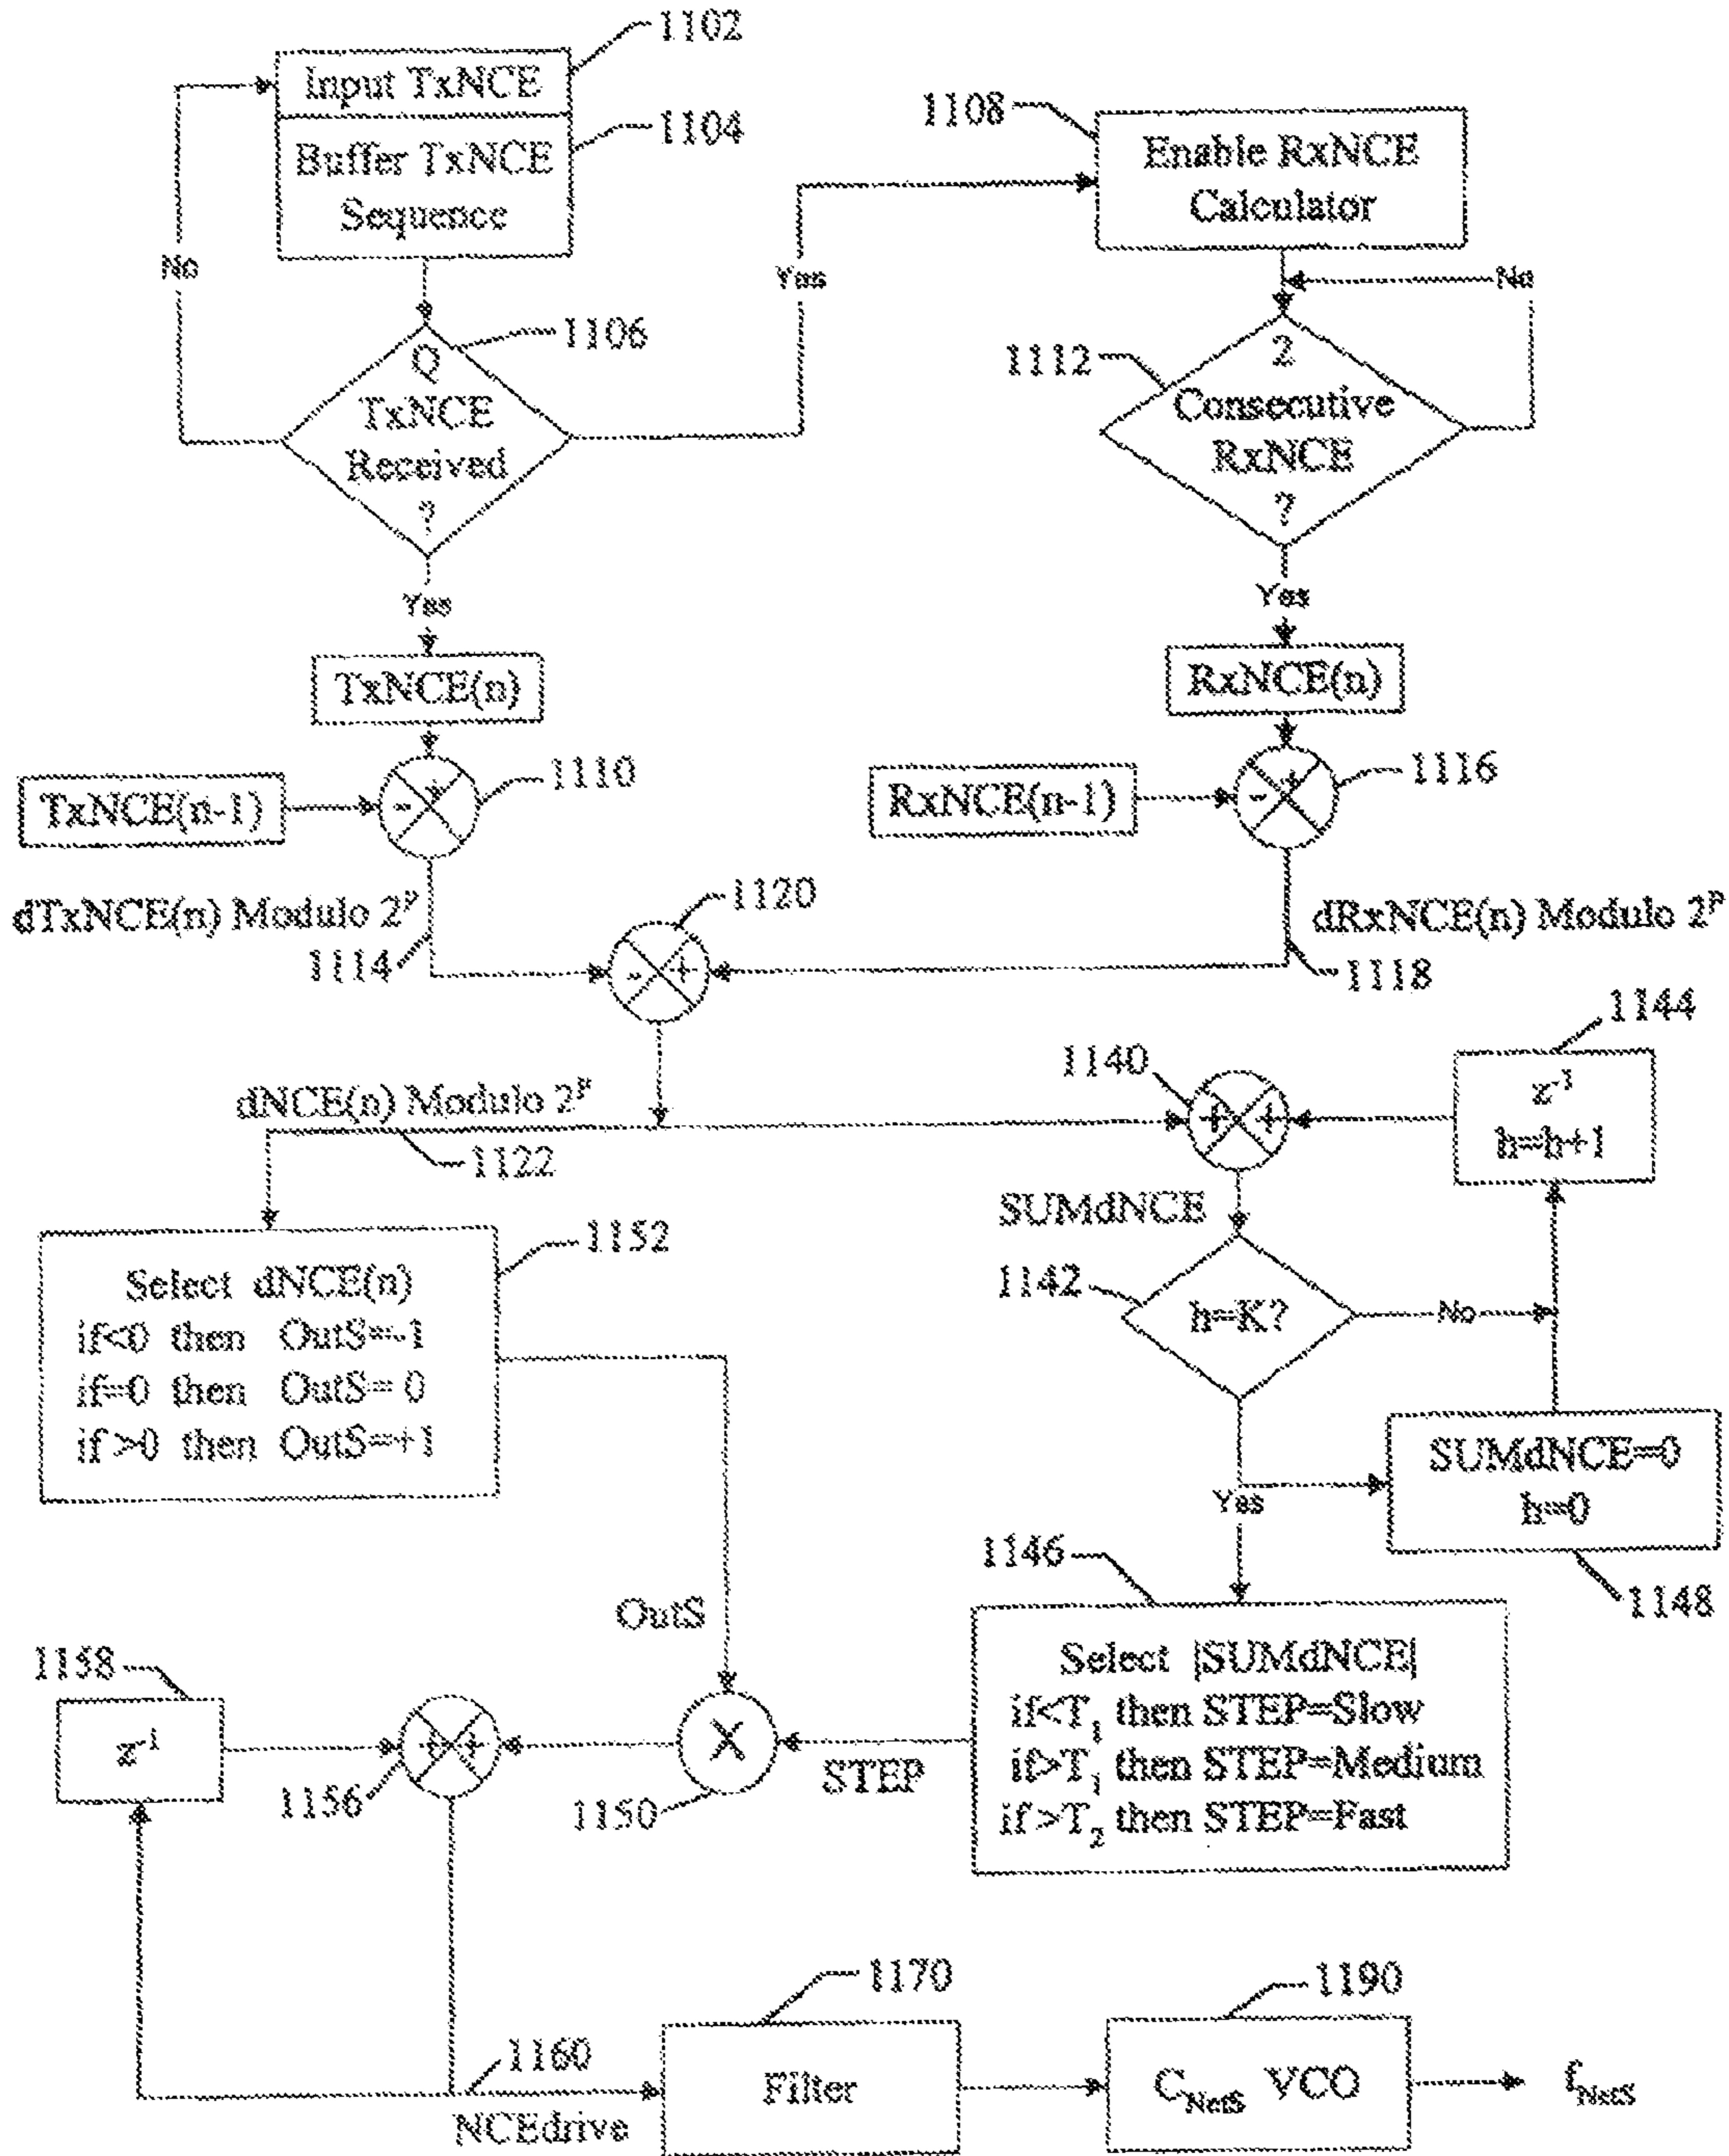 1102
Input TxNCE
1104
Buffer TxNCE
Sequence
1108
Enable RxNCE
Calculator
No
Yes
No
1106
Q
TxNCE
Received
?
1112
2
Consecutive
RxNCE
?
Yes
Yes
TxNCE(n)
RxNCE(n)
1110
TxNCE(n-1)
- +
1116
RxNCE(n-1)
- +
dTxNCE(n) Modulo 2^p
1114
1120
- +
dRxNCE(n) Modulo 2^p
1118
1144
z^-1
h=h+1
1140
+ +
dNCE(n) Modulo 2^p
1122
SUMdNCE
1152
Select dNCE(n)
if<0 then OutS=-1
if=0 then OutS= 0
if >0 then OutS=+1
1142
h=K?
No
SUMdNCE=0
h=0
Yes
1148
1146
Select |SUMdNCE|
if<T1 then STEP=Slow
if>T1 then STEP=Medium
if >T2 then STEP=Fast
OutS
1158
z^-1
+ +
1156
X
1150
STEP
1160
NCEdrive
1170
Filter
1190
C_NetS VCO
f_NetS